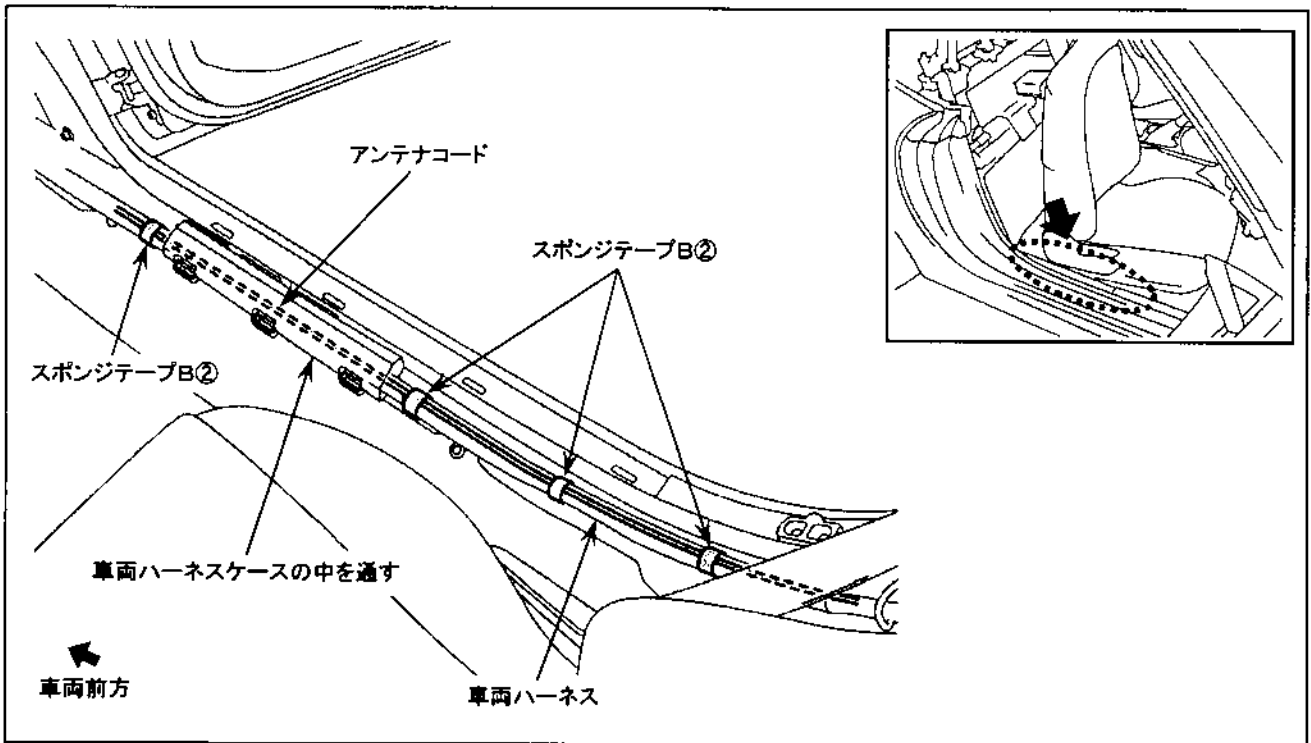 アンテナコード
スポンジテープB②
スポンジテープB②
車両ハーネスケースの中を通す
車両前方
車両ハーネス